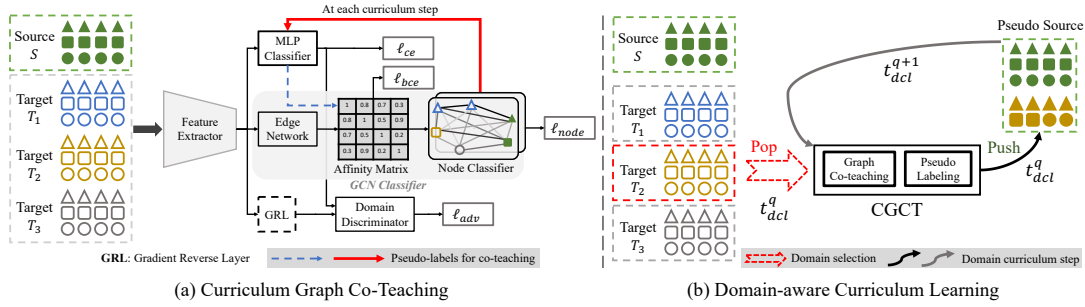 At each curriculum step
Source
S
Target
T1
Target
T2
Target
T3
Feature
Extractor
MLP
Classifier
Edge
Network
GRL
ℓce
ℓbce
1 0.8 0.7 0.3
0.8 1 0.5 0.9
0.7 0.5 1 0.2
0.3 0.9 0.2 1
Affinity Matrix
Node Classifier
GCN Classifier
ℓnode
Domain
Discriminator
ℓadv
GRL: Gradient Reverse Layer
Pseudo-labels for co-teaching
(a) Curriculum Graph Co-Teaching
Source
S
Target
T1
Target
T2
Target
T3
Pop
t^q_dcl
t^{q+1}_dcl
Pseudo Source
Graph
Co-teaching
Pseudo
Labeling
CGCT
Push
t^q_dcl
Domain selection
Domain curriculum step
(b) Domain-aware Curriculum Learning